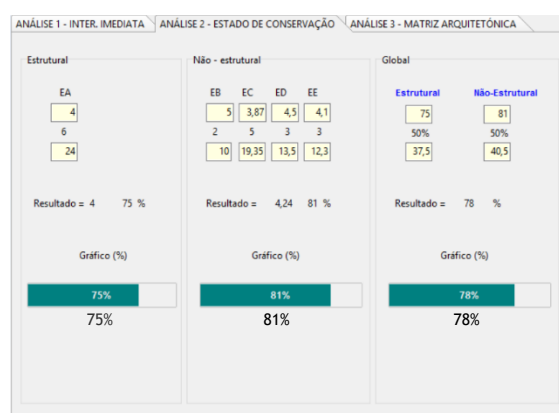 ANÁLISE 1 - INTER. IMEDIATA ANÁLISE 2 - ESTADO DE CONSERVAÇÃO ANÁLISE 3 - MATRIZ ARQUITETÓNICA
Estrutural
EA
4
6
24
Resultado = 4 75 %
Gráfico (%)
75%
75%
Não - estrutural
EB EC ED EE
5 3,87 4,5 4,1
2 5 3 3
10 19,35 13,5 12,3
Resultado = 4,24 81 %
Gráfico (%)
81%
81%
Global
Estrutural Não-Estrutural
75 81
50% 50%
37,5 40,5
Resultado = 78 %
Gráfico (%)
78%
78%